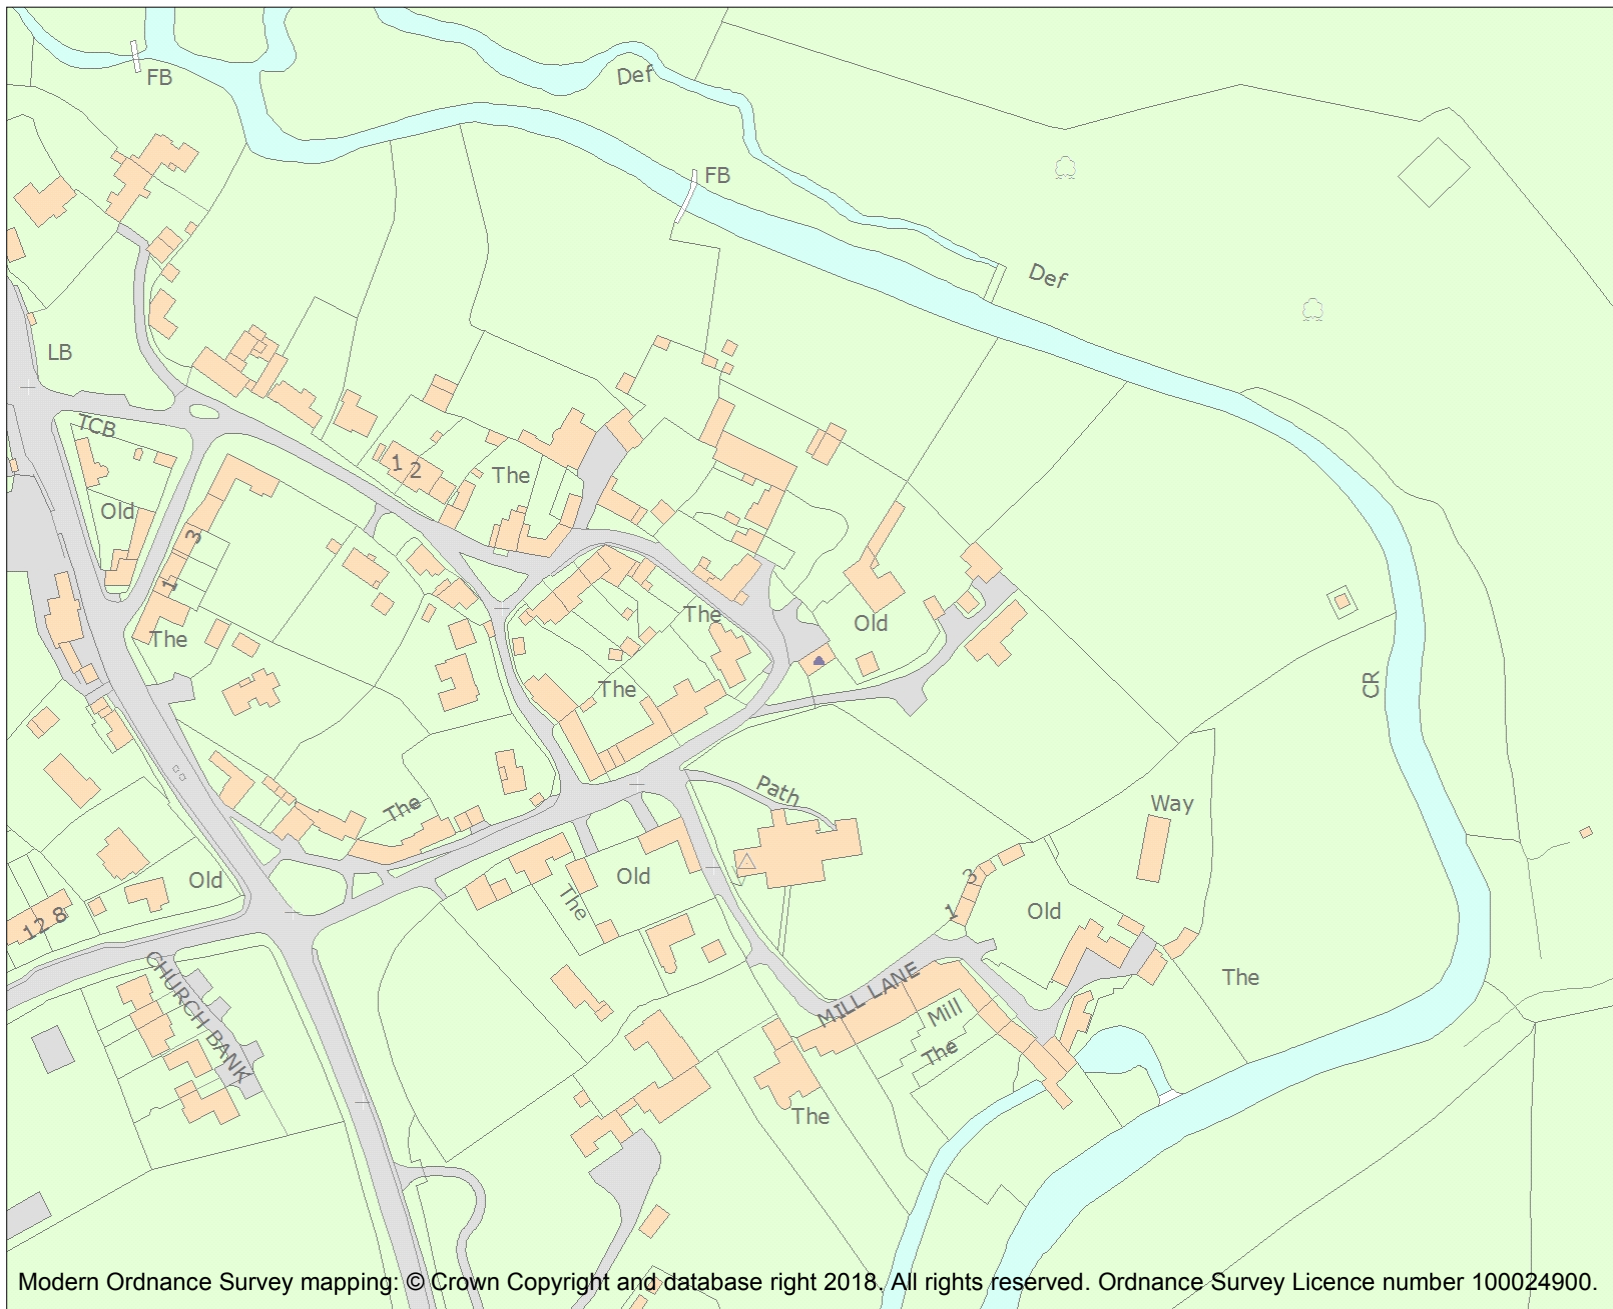 FB
Def
FB
Def
LB
TCB
1 2
The
Old
3
1
The
The
Old
The
CR
Path
Way
The
Old
Old
The
3
1
Old
12 8
CHURCH BANK
MILL LANE
The
Mill
The
The
Modern Ordnance Survey mapping: © Crown Copyright and database right 2018. All rights reserved. Ordnance Survey Licence number 100024900.